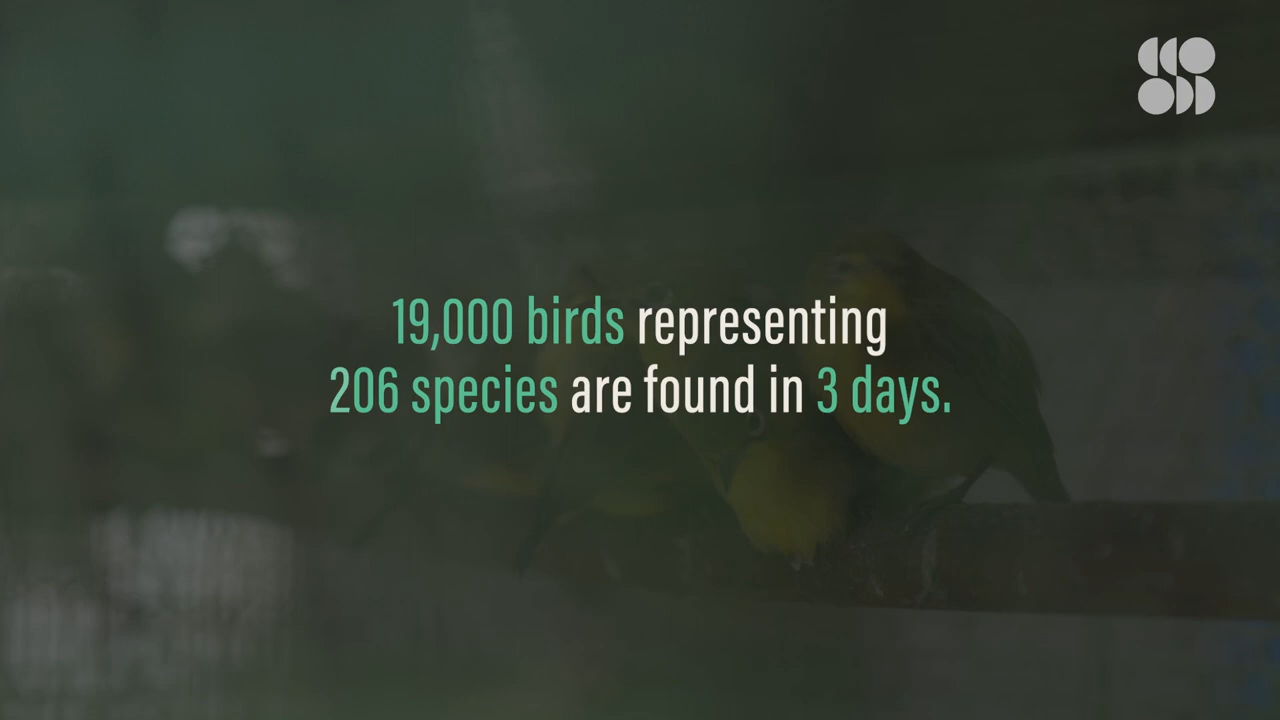 19,000 birds representing
206 species are found in 3 days.